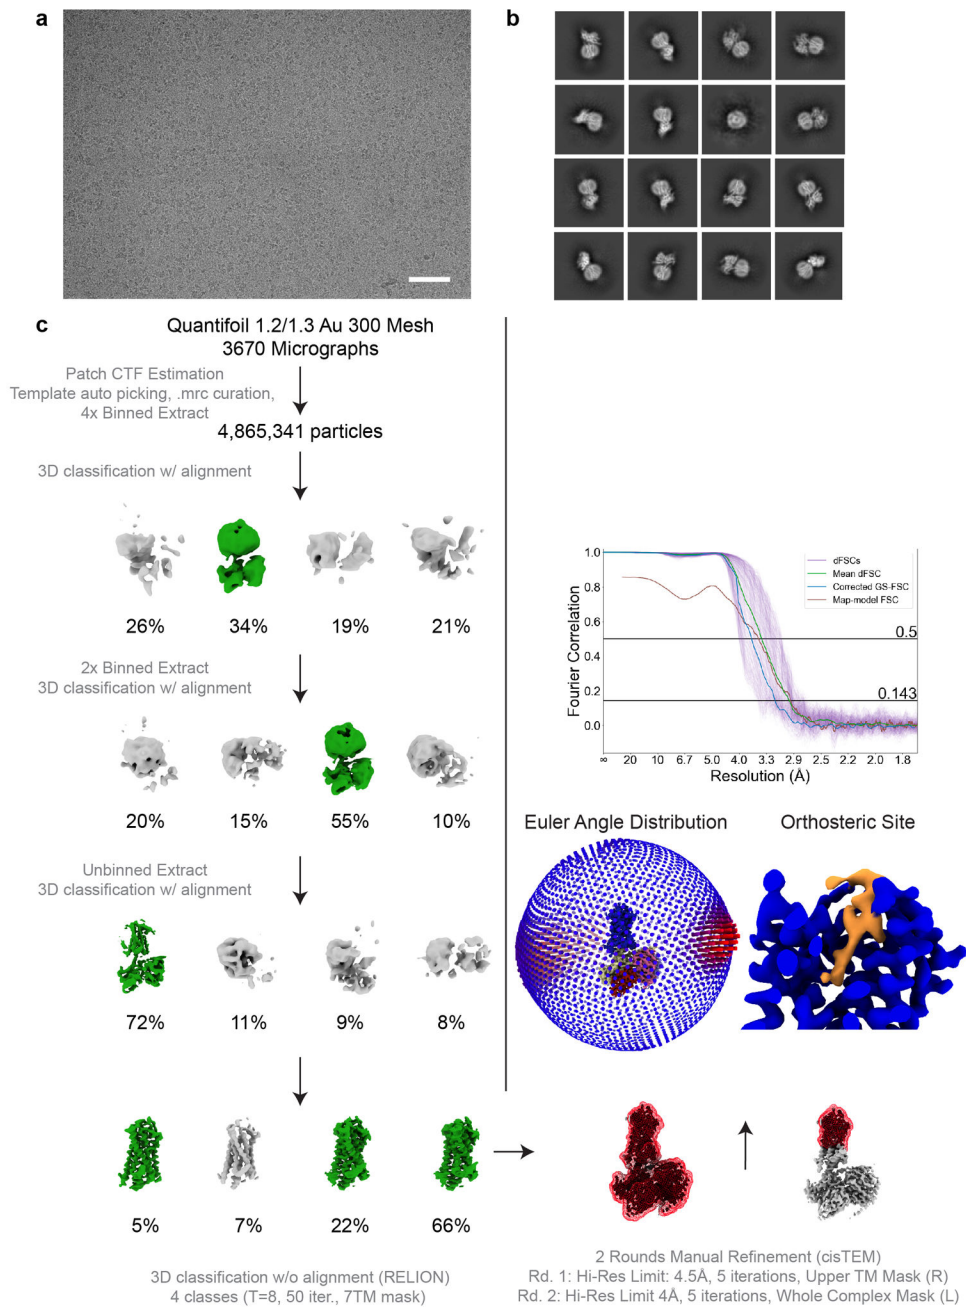 a
b
c
Quantifoil 1.2/1.3 Au 300 Mesh
3670 Micrographs
Patch CTF Estimation
Template auto picking, .mrc curation,
4x Binned Extract
4,865,341 particles
3D classification w/ alignment
26%
34%
19%
21%
2x Binned Extract
3D classification w/ alignment
20%
15%
55%
10%
Unbinned Extract
3D classification w/ alignment
72%
11%
9%
8%
5%
7%
22%
66%
3D classification w/o alignment (RELION)
4 classes (T=8, 50 iter., 7TM mask)
Fourier Correlation
1.0
0.8
0.6
0.4
0.2
0.0
dFSCs
Mean dFSC
Corrected GS-FSC
Map-model FSC
0.5
0.143
∞
20
10
6.7
5.0
4.0
3.3
2.9
2.5
2.2
2.0
1.8
Resolution (Å)
Euler Angle Distribution
Orthosteric Site
2 Rounds Manual Refinement (cisTEM)
Rd. 1: Hi-Res Limit: 4.5Å, 5 iterations, Upper TM Mask (R)
Rd. 2: Hi-Res Limit 4Å, 5 iterations, Whole Complex Mask (L)